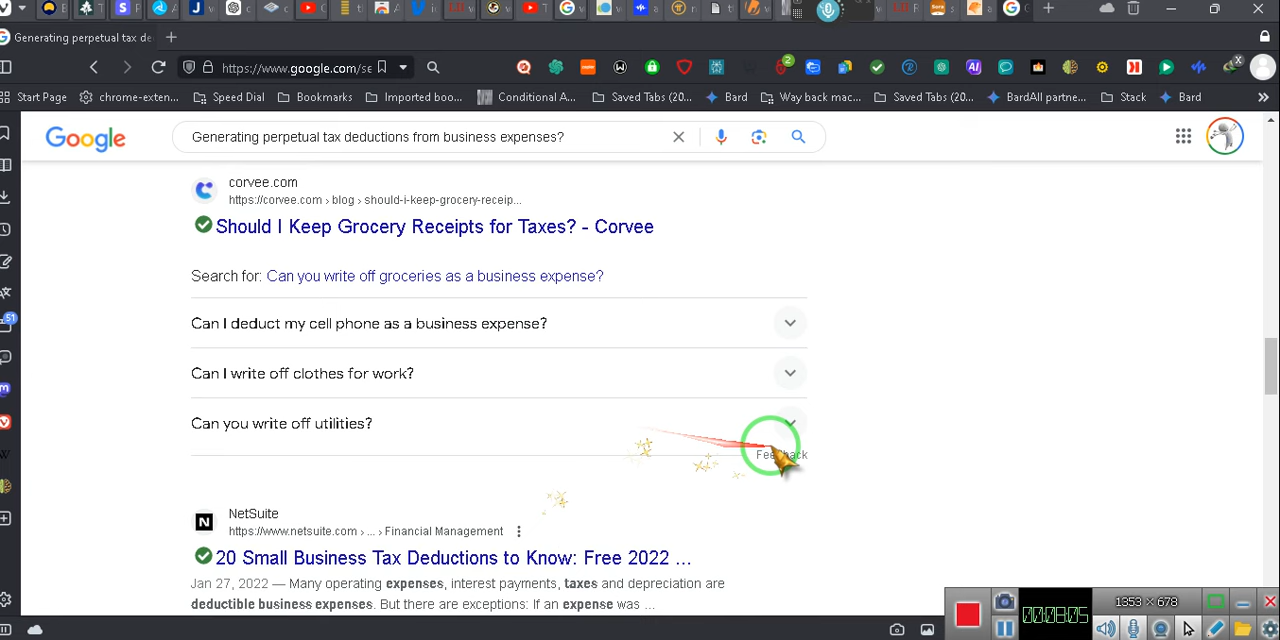 Generating perpetual tax de
https://www.google.com/se
Start Page
chrome-exten...
Speed Dial
Bookmarks
Imported boo...
Conditional A...
Saved Tabs (20...
Bard
Way back mac...
Saved Tabs (20...
BardAll partne...
Stack
Bard
Google
Generating perpetual tax deductions from business expenses?
corvee.com
https://corvee.com › blog › should-i-keep-grocery-receip...
Should I Keep Grocery Receipts for Taxes? - Corvee
Search for: Can you write off groceries as a business expense?
Can I deduct my cell phone as a business expense?
Can I write off clothes for work?
Can you write off utilities?
Feedback
NetSuite
https://www.netsuite.com › ... › Financial Management
20 Small Business Tax Deductions to Know: Free 2022 ...
Jan 27, 2022 — Many operating expenses, interest payments, taxes and depreciation are
deductible business expenses. But there are exceptions: If an expense was ...
1353 x 678
00:08:05